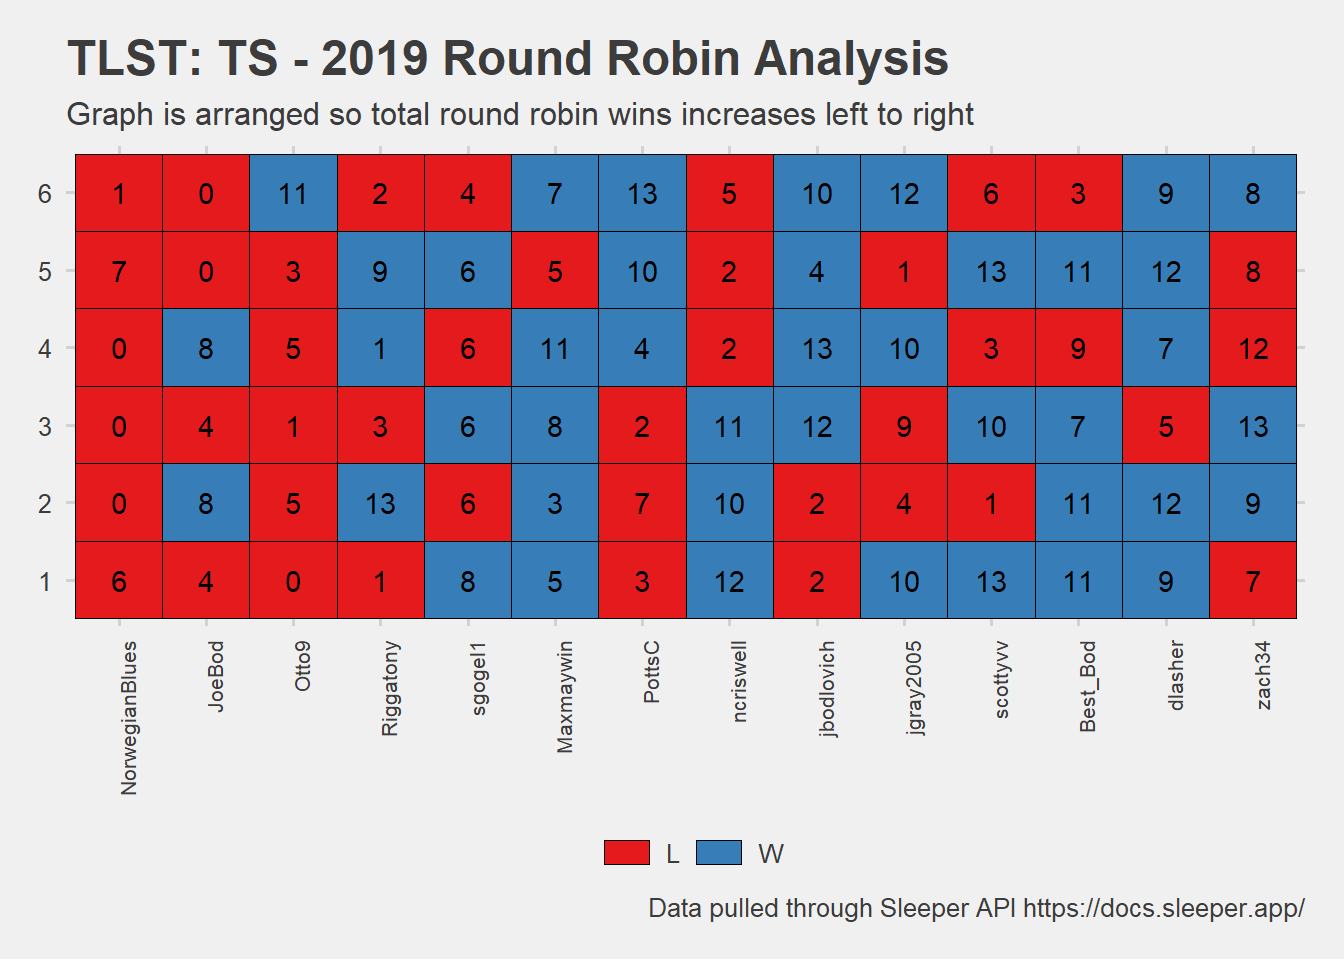 TLST: TS - 2019 Round Robin Analysis
Graph is arranged so total round robin wins increases left to right
6 1 0 11 2 4 7 13 5 10 12 6 3 9 8
5 7 0 3 9 6 5 10 2 4 1 13 11 12 8
4 0 8 5 1 6 11 4 2 13 10 3 9 7 12
3 0 4 1 3 6 8 2 11 12 9 10 7 5 13
2 0 8 5 13 6 3 7 10 2 4 1 11 12 9
1 6 4 0 1 8 5 3 12 2 10 13 11 9 7
NorwegianBlues
JoeBod
Otto9
Riggatony
sgogel1
Maxmaywin
PottsC
ncriswell
jbodlovich
jgray2005
scottyvv
Best_Bod
dlasher
zach34
L W
Data pulled through Sleeper API https://docs.sleeper.app/